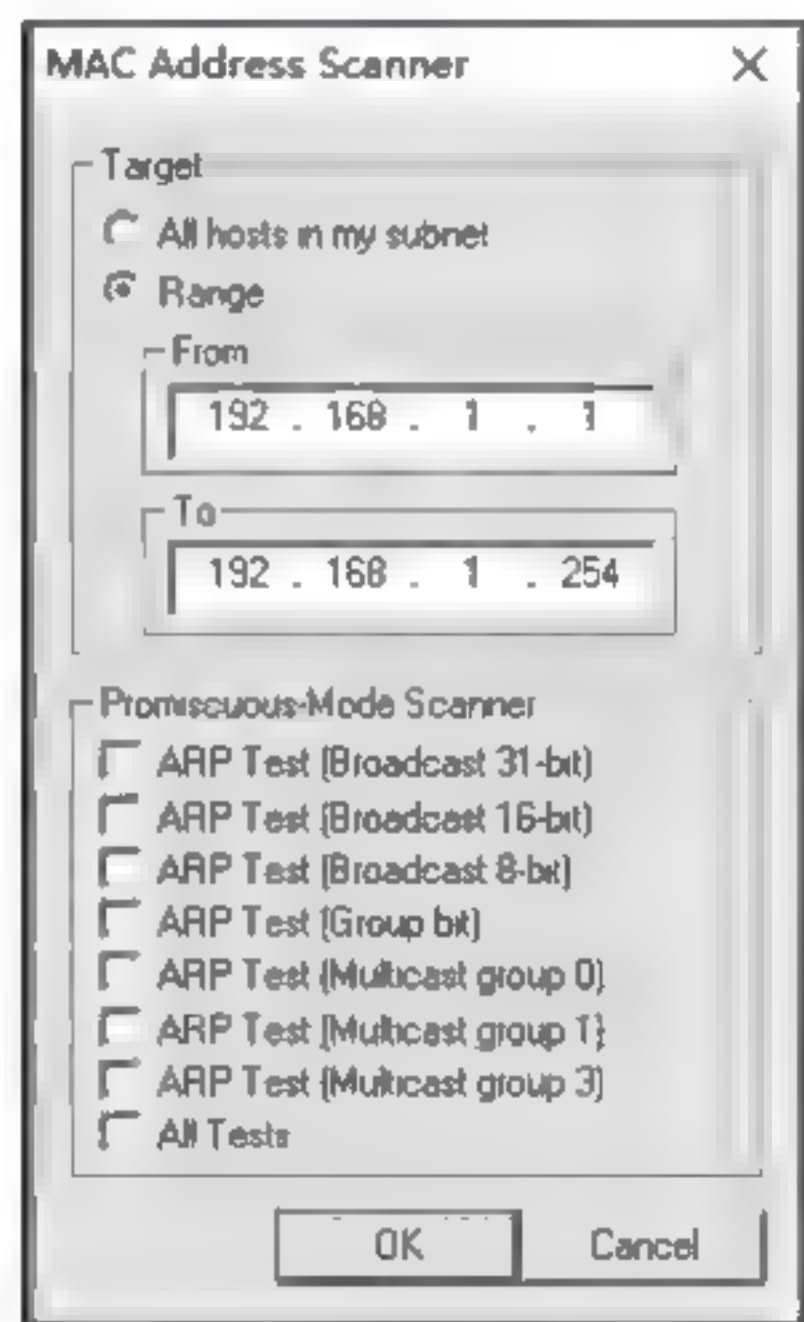 MAC Address Scanner
Target
All hosts in my subnet
Range
From
192 . 168 . 1 . 1
To
192 . 168 . 1 . 254
Promiscuous-Mode Scanner
ARP Test (Broadcast 31-bit)
ARP Test (Broadcast 16-bit)
ARP Test (Broadcast 8-bit)
ARP Test (Group bit)
ARP Test (Multicast group 0)
ARP Test (Multicast group 1)
ARP Test (Multicast group 3)
All Tests
OK Cancel